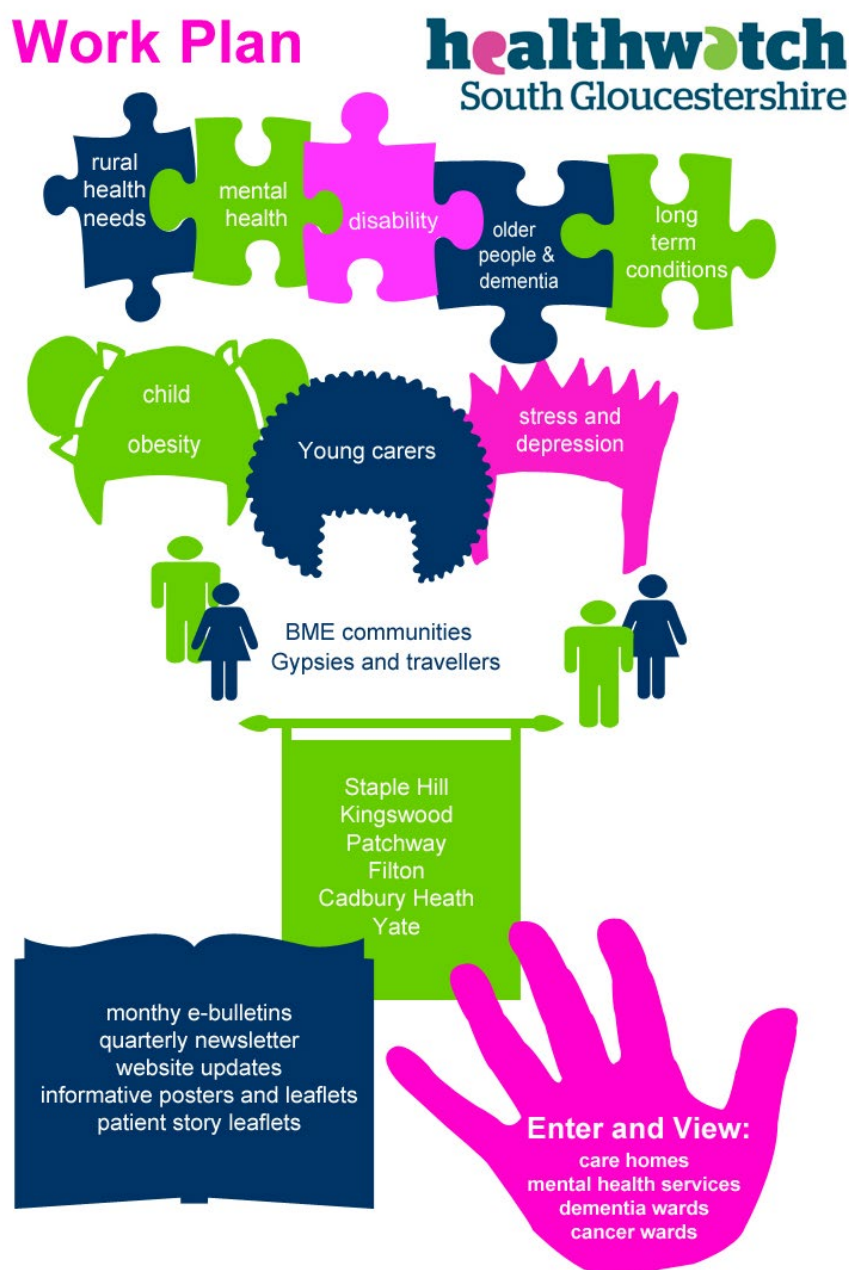 Work Plan
healthwatch
South Gloucestershire
rural
health
needs
mental
health
disability
older
people &
dementia
long
term
conditions
child
obesity
Young carers
stress and
depression
BME communities
Gypsies and travellers
Staple Hill
Kingswood
Patchway
Filton
Cadbury Heath
Yate
monthy e-bulletins
quarterly newsletter
website updates
informative posters and leaflets
patient story leaflets
Enter and View:
care homes
mental health services
dementia wards
cancer wards